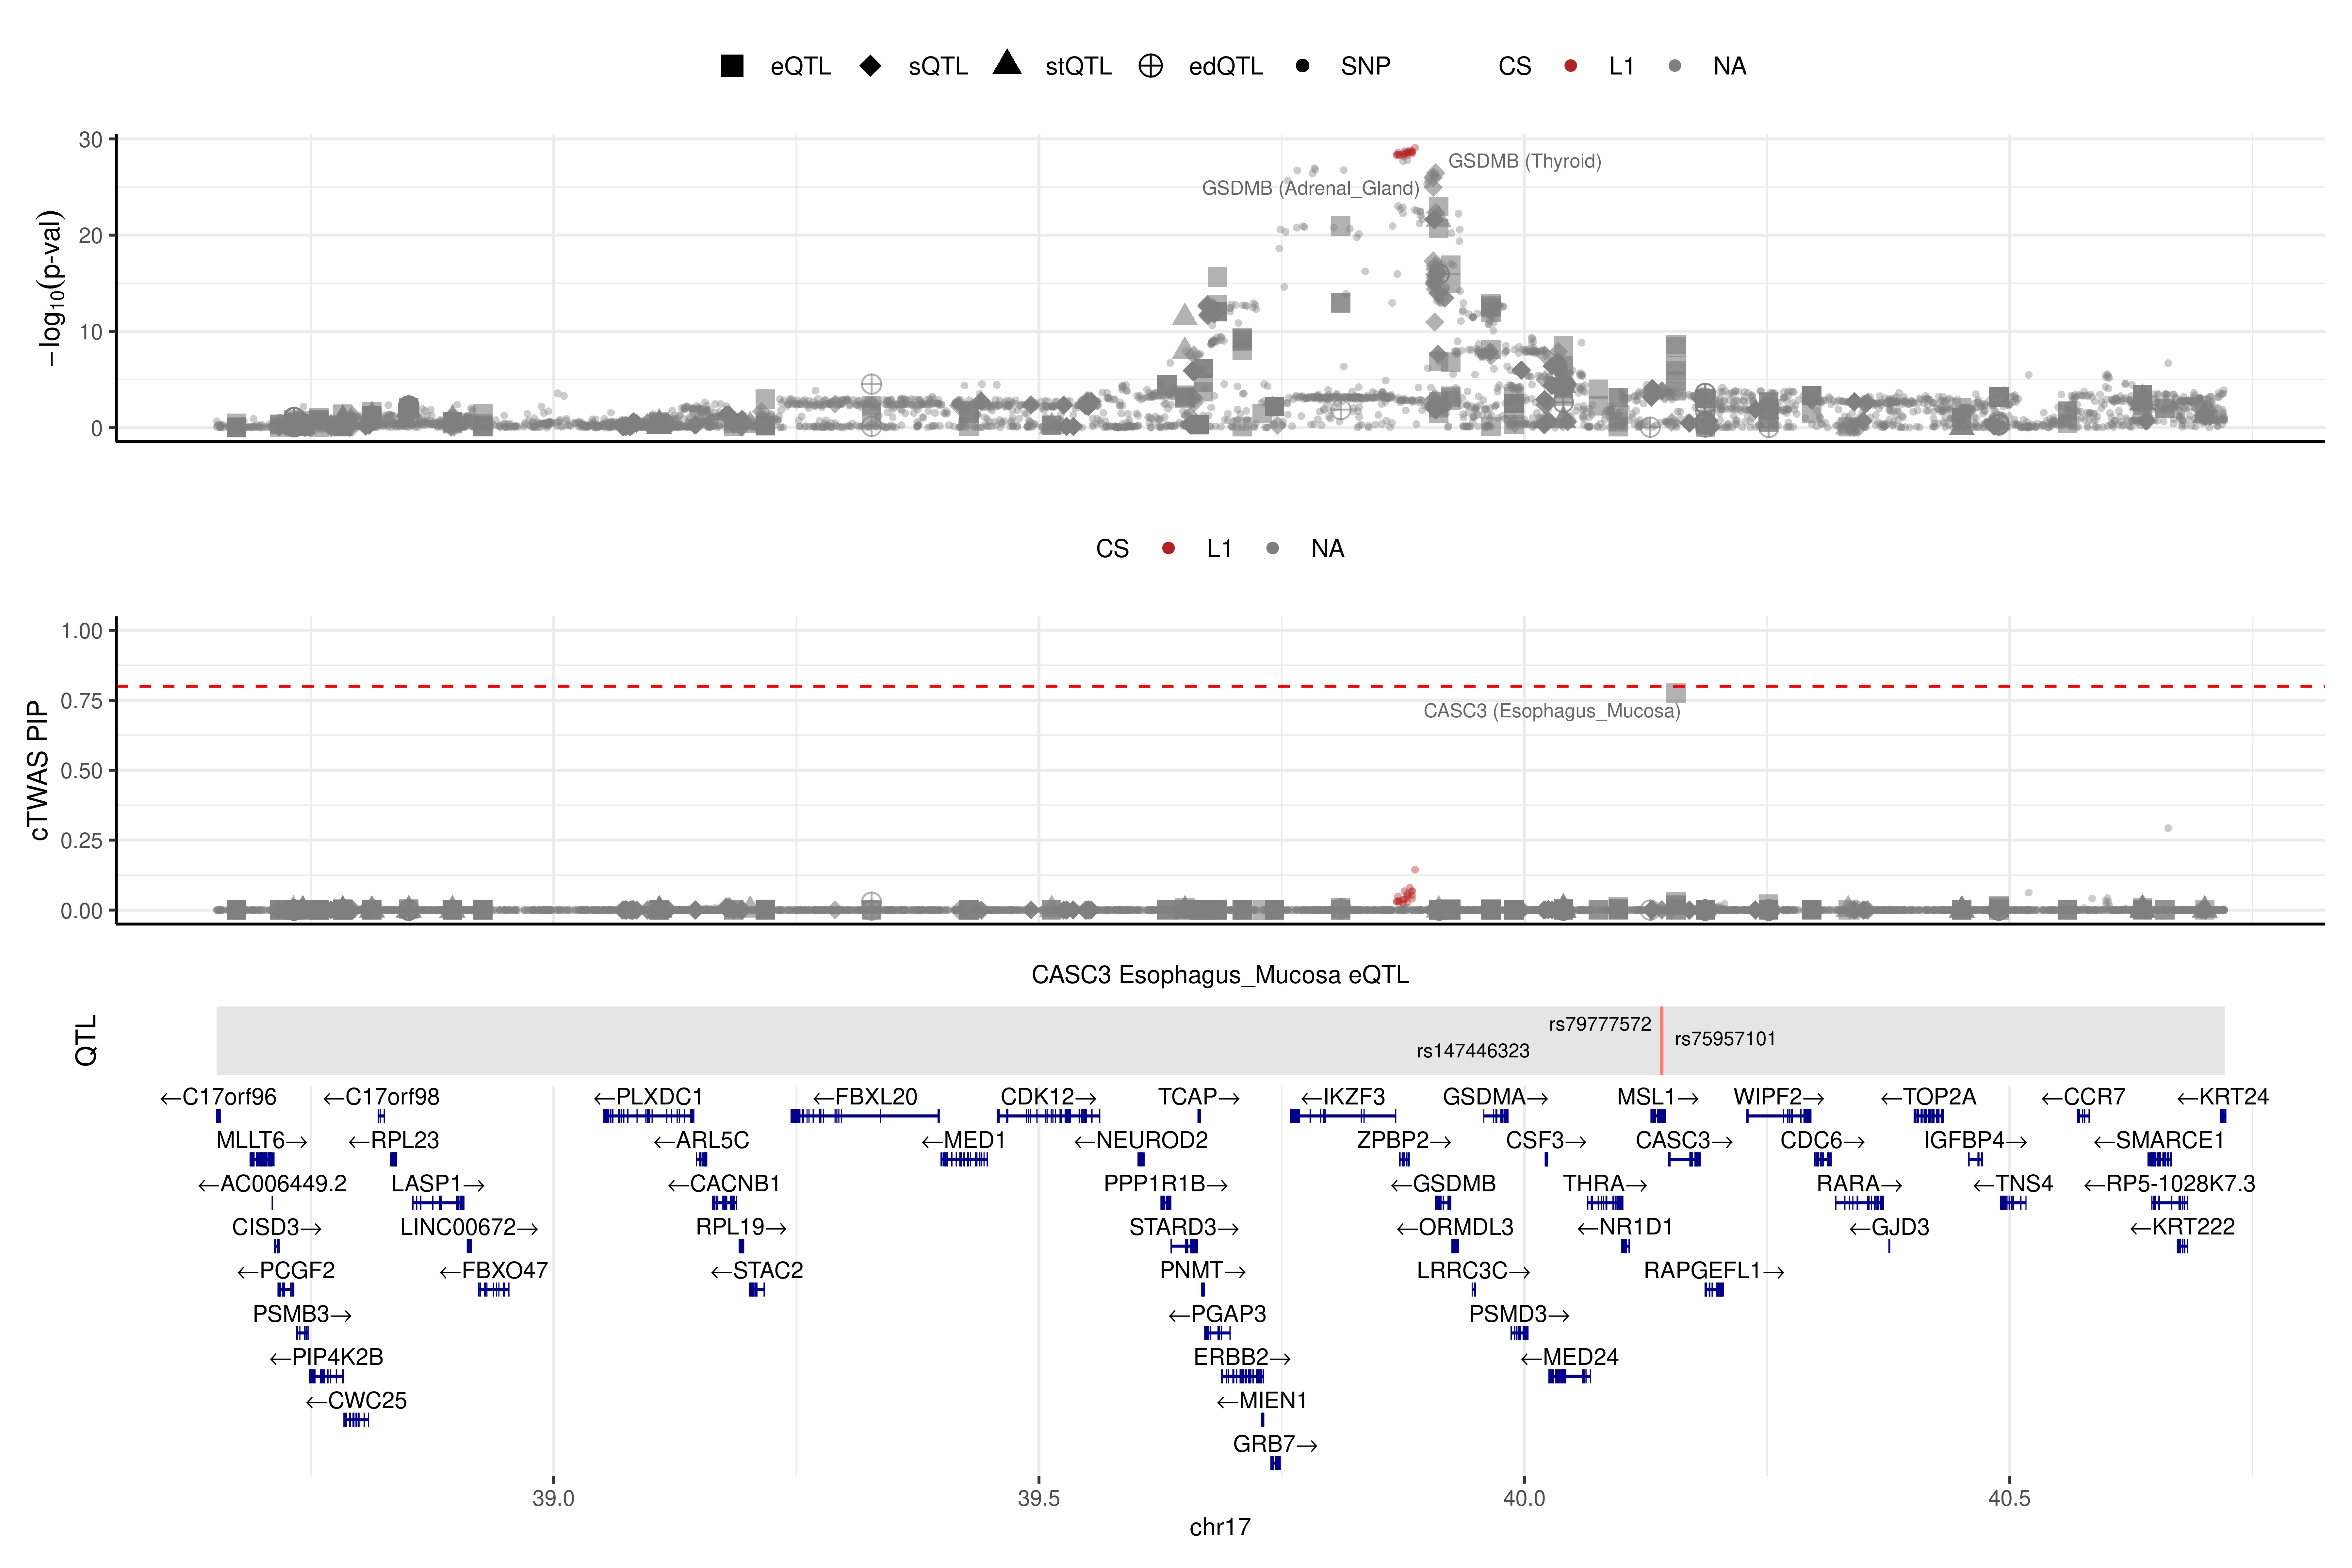 eQTL sQTL stQTL edQTL SNP CS L1 NA
−log10(p-val)
30
20
10
0
GSDMB (Thyroid)
GSDMB (Adrenal_Gland)
CS L1 NA
cTWAS PIP
1.00
0.75
0.50
0.25
0.00
CASC3 (Esophagus_Mucosa)
CASC3 Esophagus_Mucosa eQTL
QTL
rs79777572
rs75957101
rs147446323
←C17orf96 ←C17orf98 ←PLXDC1 ←FBXL20 CDK12→ TCAP→ ←IKZF3 GSDMA→ MSL1→ WIPF2→ ←TOP2A ←CCR7 ←KRT24
MLLT6→ ←RPL23 ←ARL5C ←MED1 ←NEUROD2 ZPBP2→ CSF3→ CASC3→ CDC6→ IGFBP4→ ←SMARCE1
←AC006449.2 LASP1→ ←CACNB1 PPP1R1B→ ←GSDMB THRA→ RARA→ ←TNS4 ←RP5-1028K7.3
CISD3→ LINC00672→ RPL19→ STARD3→ ←ORMDL3 ←NR1D1 ←GJD3 ←KRT222
←PCGF2 ←FBXO47 ←STAC2 PNMT→ LRRC3C→ RAPGEFL1→
PSMB3→ ←PGAP3 PSMD3→
←PIP4K2B ERBB2→ ←MED24
←CWC25 ←MIEN1
GRB7→
39.0 39.5 40.0 40.5
chr17